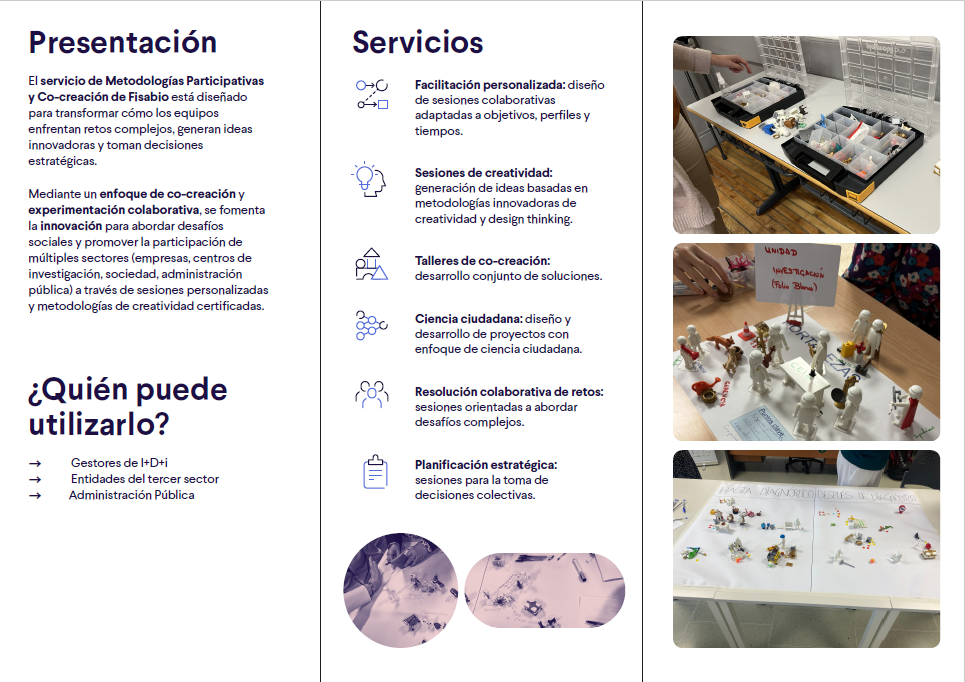 Presentación
El servicio de Metodologías Participativas
y Co-creación de Fisabio está diseñado
para transformar cómo los equipos
enfrentan retos complejos, generan ideas
innovadoras y toman decisiones
estratégicas.
Mediante un enfoque de co-creación y
experimentación colaborativa, se fomenta
la innovación para abordar desafíos
sociales y promover la participación de
múltiples sectores (empresas, centros de
investigación, sociedad, administración
pública) a través de sesiones personalizadas
y metodologías de creatividad certificadas.
¿Quién puede
utilizarlo?
→ Gestores de I+D+i
→ Entidades del tercer sector
→ Administración Pública
Servicios
Facilitación personalizada: diseño
de sesiones colaborativas
adaptadas a objetivos, perfiles y
tiempos.
Sesiones de creatividad:
generación de ideas basadas en
metodologías innovadoras de
creatividad y design thinking.
Talleres de co-creación:
desarrollo conjunto de soluciones.
Ciencia ciudadana: diseño y
desarrollo de proyectos con
enfoque de ciencia ciudadana.
Resolución colaborativa de retos:
sesiones orientadas a abordar
desafíos complejos.
Planificación estratégica:
sesiones para la toma de
decisiones colectivas.
UNIDAD
INVESTIGACIÓN
(Folio Blanco)
FORTALEZAS
HASTA DIAGNÓSTICO DESPUÉS DE DIAGNÓSTICO